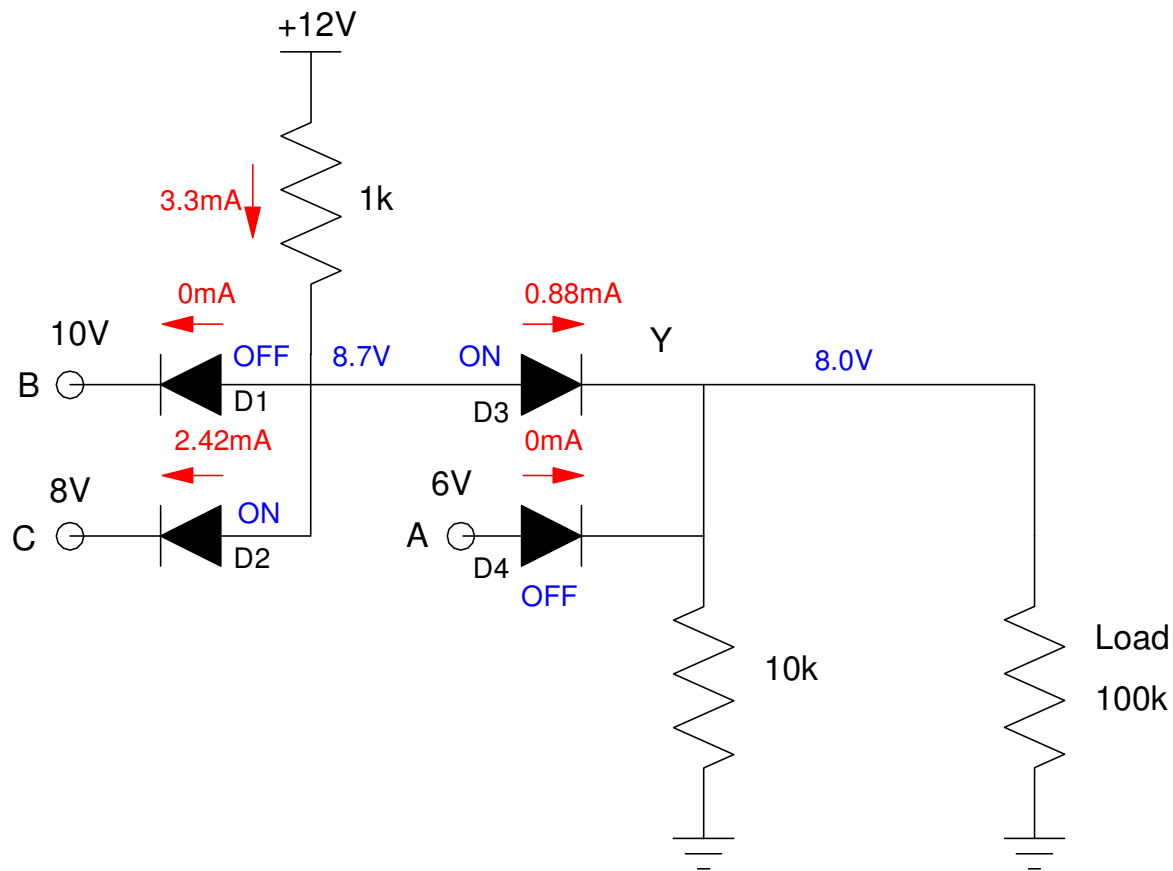 +12V
3.3mA
1k
0mA
0.88mA
10V
OFF
8.7V
ON
Y
8.0V
B
D1
D3
2.42mA
0mA
8V
6V
ON
C
D2
A
D4
OFF
10k
Load
100k